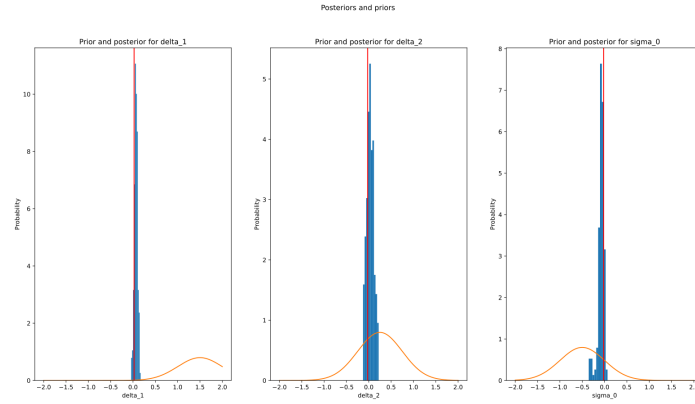 Posteriors and priors
Prior and posterior for delta_1
Prior and posterior for delta_2
Prior and posterior for sigma_0
Probability
10
8
6
4
2
0
−2.0 −1.5 −1.0 −0.5 0.0 0.5 1.0 1.5 2.0
delta_1
Probability
5
4
3
2
1
0
−2.0 −1.5 −1.0 −0.5 0.0 0.5 1.0 1.5 2.0
delta_2
Probability
8
7
6
5
4
3
2
1
0
−2.0 −1.5 −1.0 −0.5 0.0 0.5 1.0 1.5 2.0
sigma_0